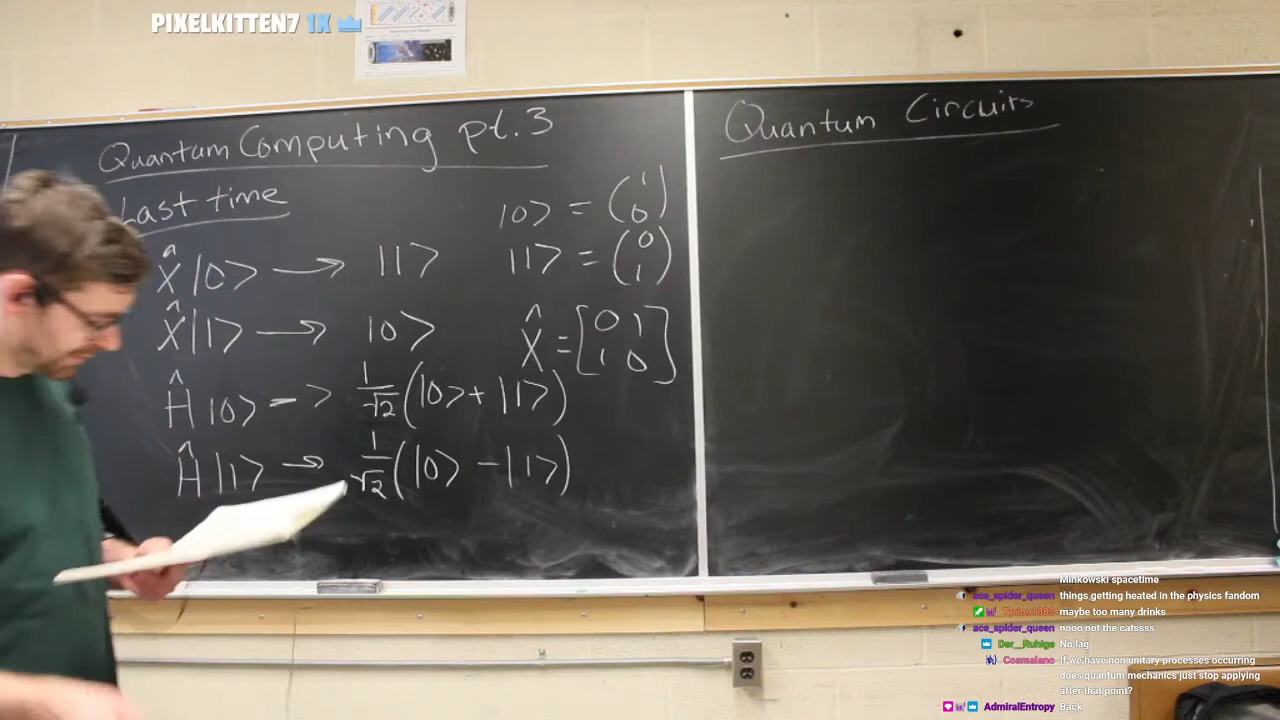 PIXELKITTEN7 1X
Quantum Computing pt.3
Last time
|0> = (1 0)
X̂|0> → |1>
|1> = (0 1)
X̂|1> → |0>
X̂ = [0 1 1 0]
Ĥ|0> -> 1/√2(|0> + |1>)
Ĥ|1> → 1/√2(|0> - |1>)
Quantum Circuits
Minkowski spacetime
ace_spider_queen things getting heated in the physics fandom
maybe too many drinks
ace_spider_queen nooo not the catssss
Der__Ruhige No lag
Cosmalano if we have non unitary processes occurring
does quantum mechanics just stop applying
after that point?
AdmiralEntropy Back